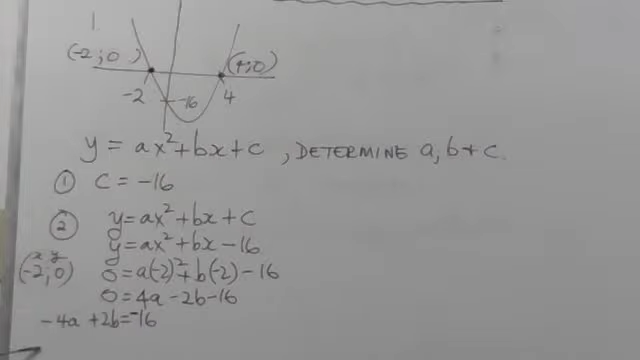 1.
(-2;0) (4;0)
-2 -16 4
y = ax²+bx+c , DETERMINE a, b + c.
① c = -16
② y=ax²+bx+c
y=ax²+bx-16
x y
(-2;0) 0=a(-2)²+b(-2)-16
0=4a-2b-16
-4a+2b=-16